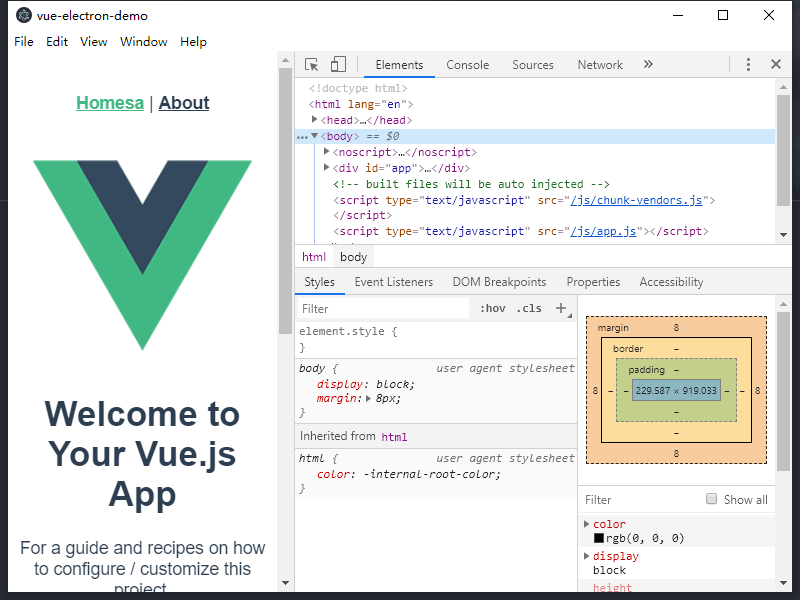 vue-electron-demo
File Edit View Window Help
Homesa | About
Welcome to
Your Vue.js
App
For a guide and recipes on how
to configure / customize this
project
Elements Console Sources Network »
<!doctype html>
<html lang="en">
<head>…</head>
<body> == $0
<noscript>…</noscript>
<div id="app">…</div>
<!-- built files will be auto injected -->
<script type="text/javascript" src="/js/chunk-vendors.js">
</script>
<script type="text/javascript" src="/js/app.js"></script>
html body
Styles Event Listeners DOM Breakpoints Properties Accessibility
Filter :hov .cls +
element.style {
}
body { user agent stylesheet
display: block;
margin: 8px;
}
Inherited from html
html { user agent stylesheet
color: -internal-root-color;
}
margin 8
border –
padding –
8 – – 229.587 × 919.033 – – 8
–
–
8
Filter Show all
color
rgb(0, 0, 0)
display
block
height